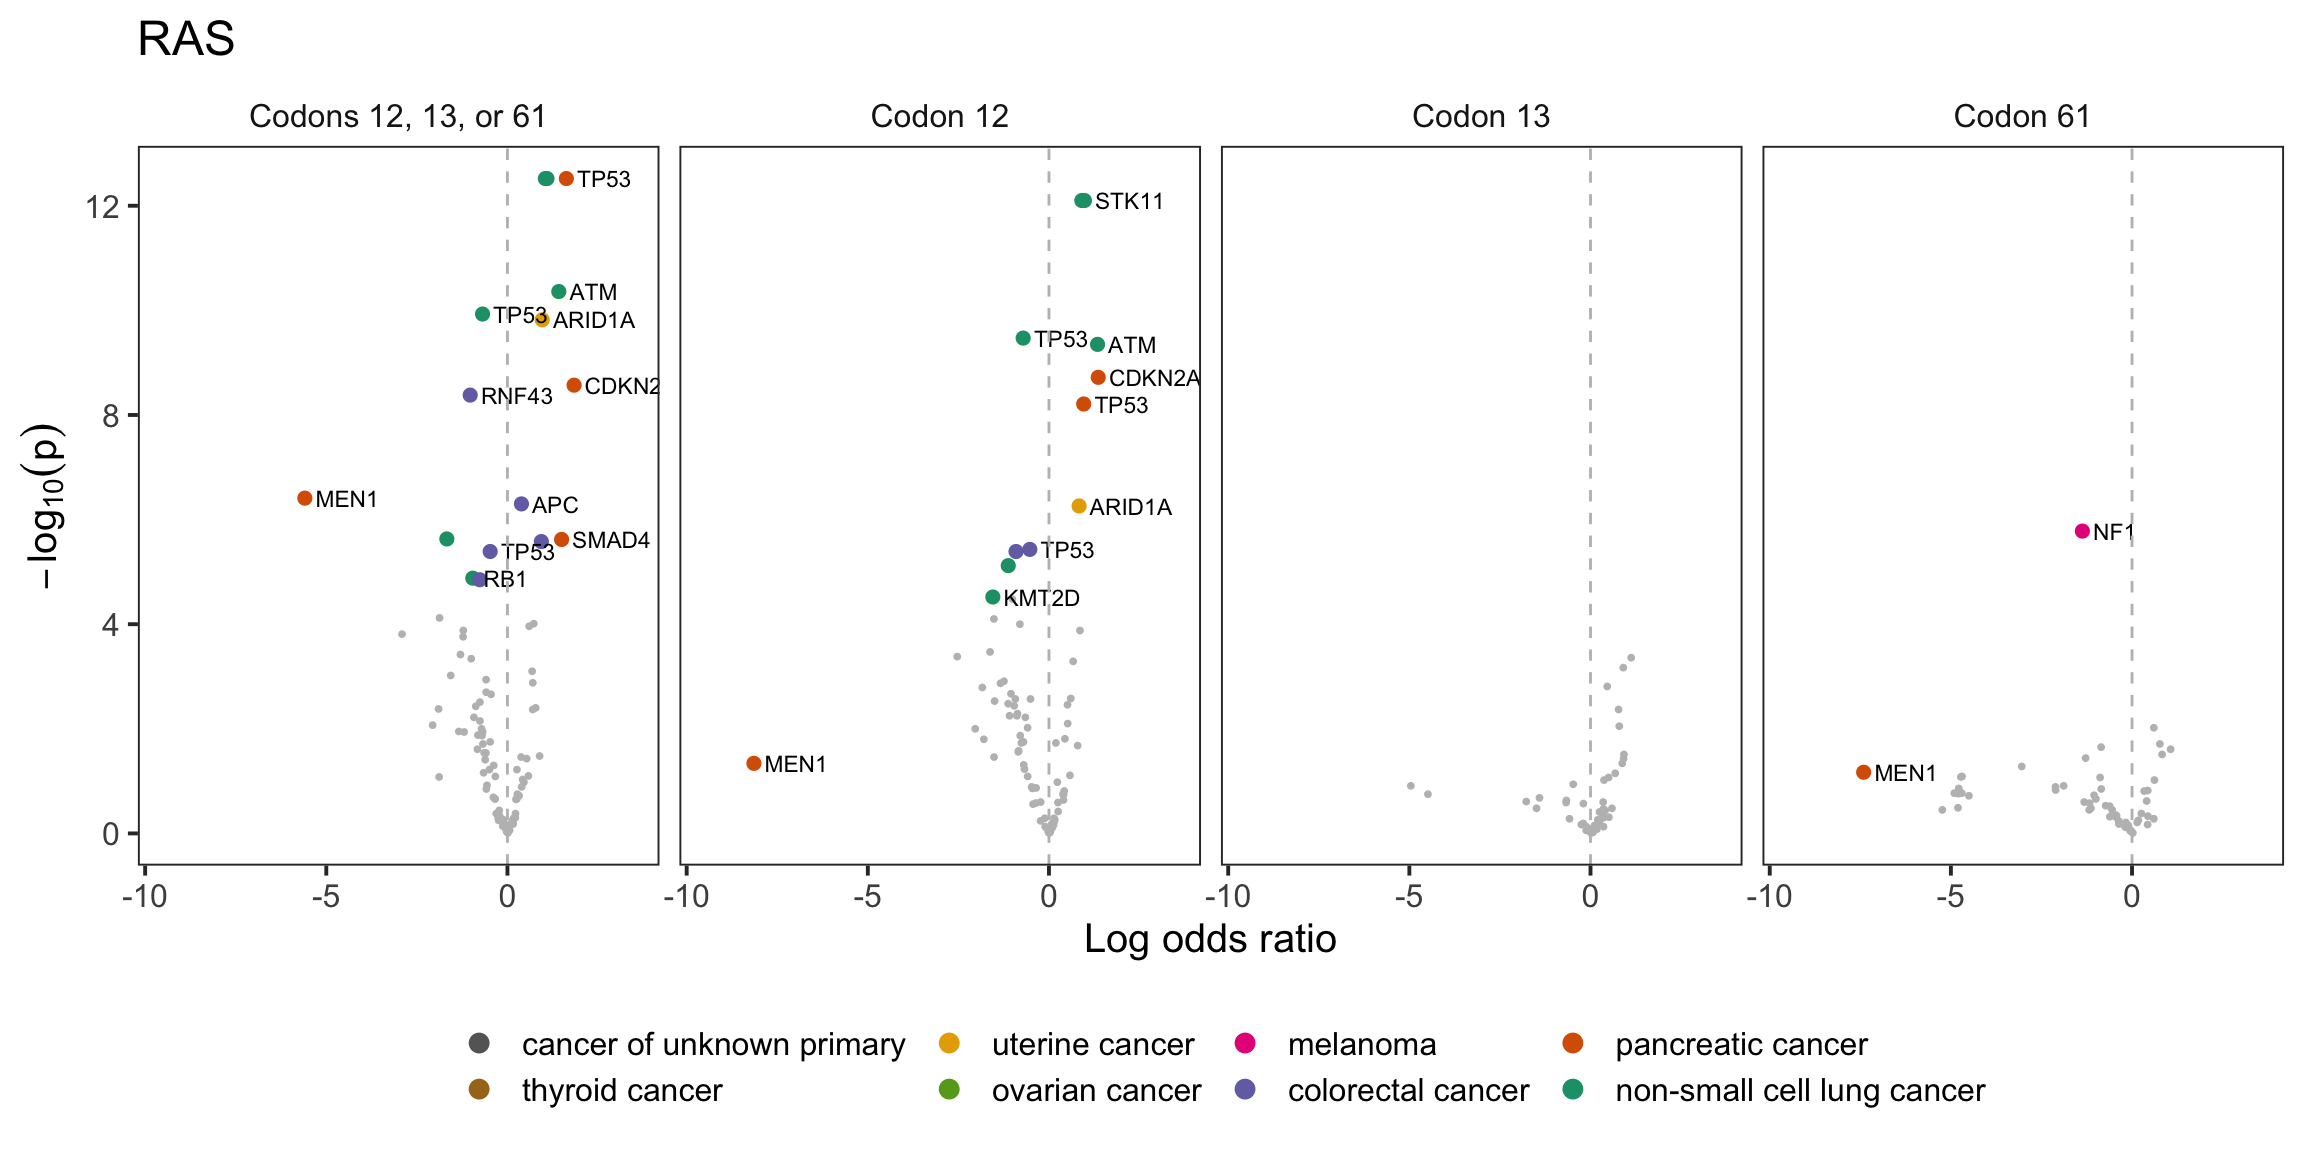 RAS
Codons 12, 13, or 61
Codon 12
Codon 13
Codon 61
−log10(p)
12
8
4
0
TP53
ATM
TP53
ARID1A
CDKN2
RNF43
MEN1
APC
SMAD4
TP53
RB1
STK11
TP53
ATM
CDKN2A
TP53
ARID1A
TP53
KMT2D
MEN1
NF1
MEN1
-10 -5 0
-10 -5 0
-10 -5 0
-10 -5 0
Log odds ratio
cancer of unknown primary
uterine cancer
melanoma
pancreatic cancer
thyroid cancer
ovarian cancer
colorectal cancer
non-small cell lung cancer